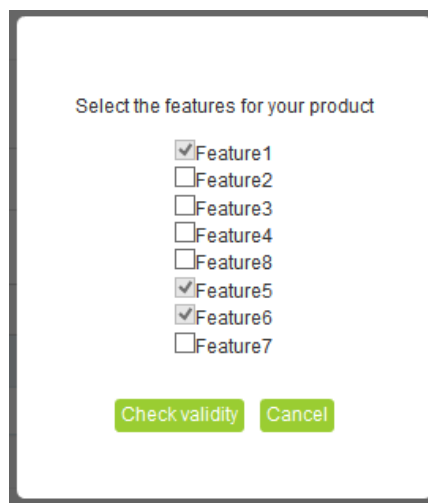 Select the features for your product
Feature1
Feature2
Feature3
Feature4
Feature8
Feature5
Feature6
Feature7
Check validity Cancel